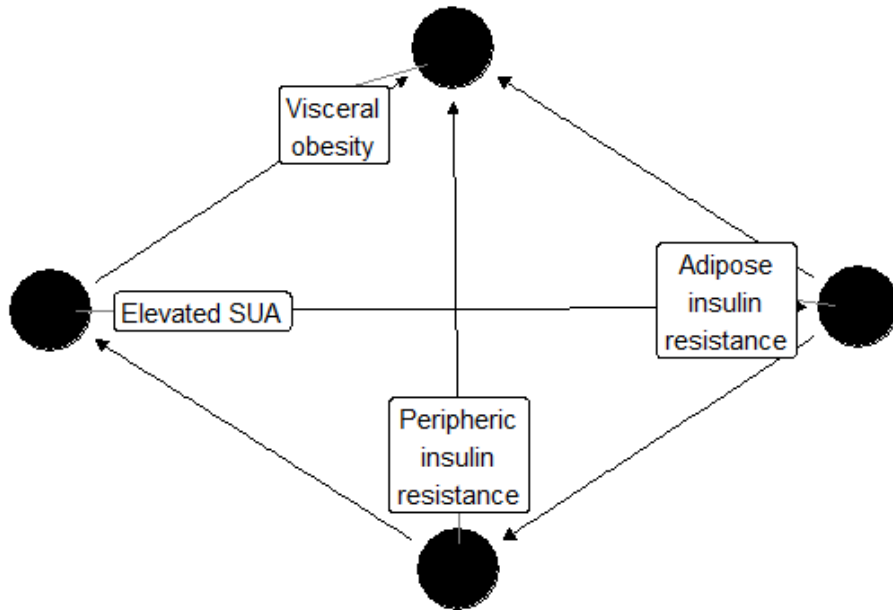 Visceral
obesity
Elevated SUA
Adipose
insulin
resistance
Peripheric
insulin
resistance